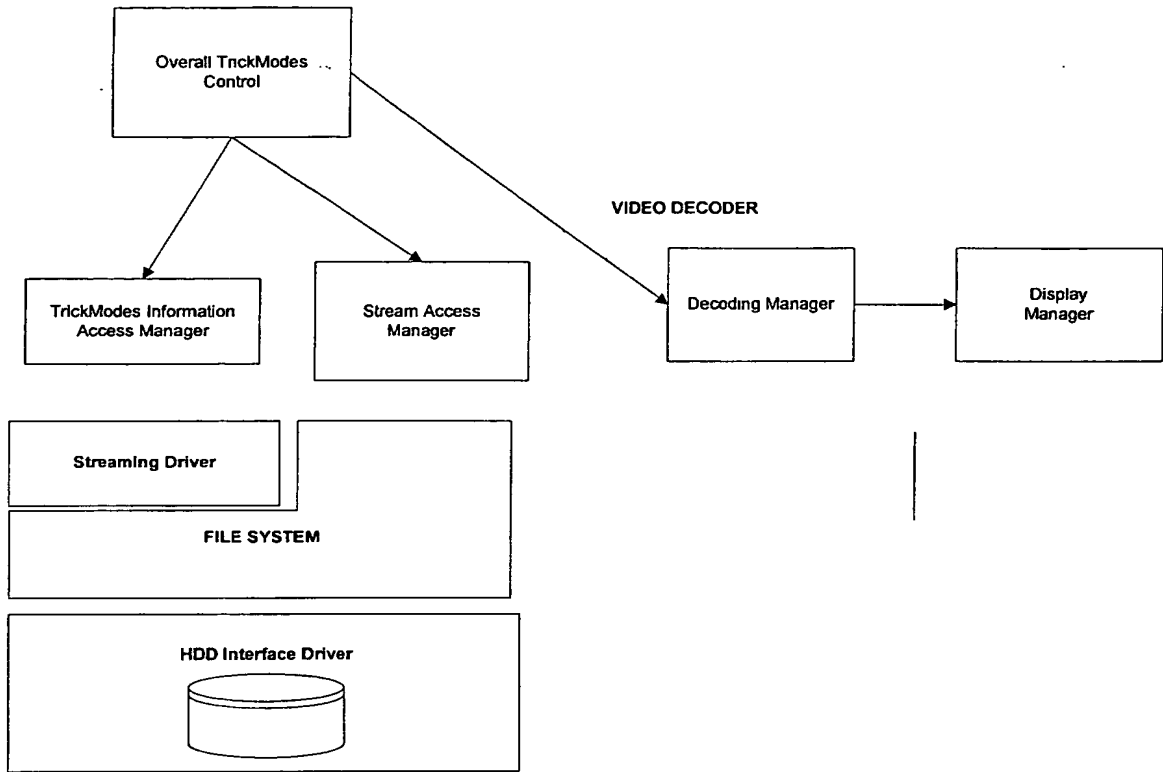 Overall TrickModes
Control
VIDEO DECODER
TrickModes Information
Access Manager
Stream Access
Manager
Decoding Manager
Display
Manager
Streaming Driver
FILE SYSTEM
HDD Interface Driver